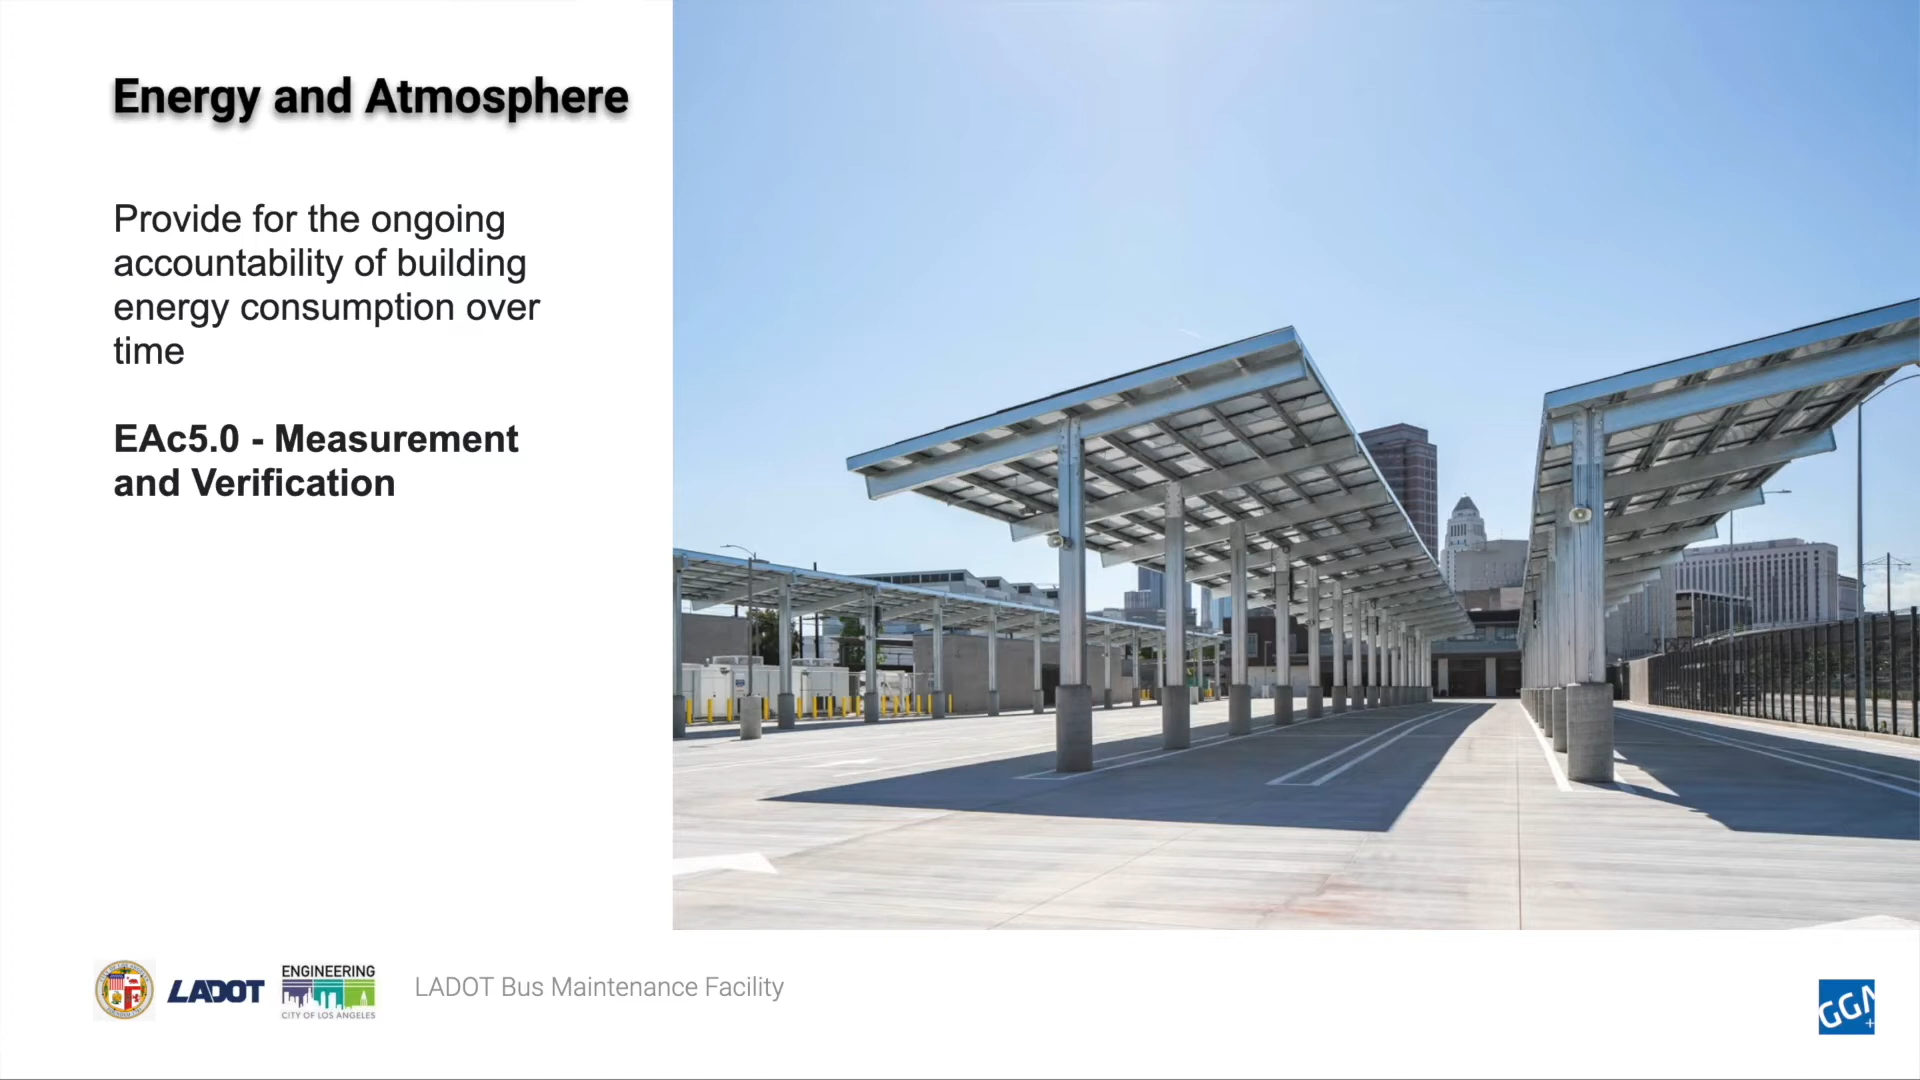 Energy and Atmosphere
Provide for the ongoing
accountability of building
energy consumption over
time
EAc5.0 - Measurement
and Verification
LADOT
ENGINEERING
CITY OF LOS ANGELES
LADOT Bus Maintenance Facility